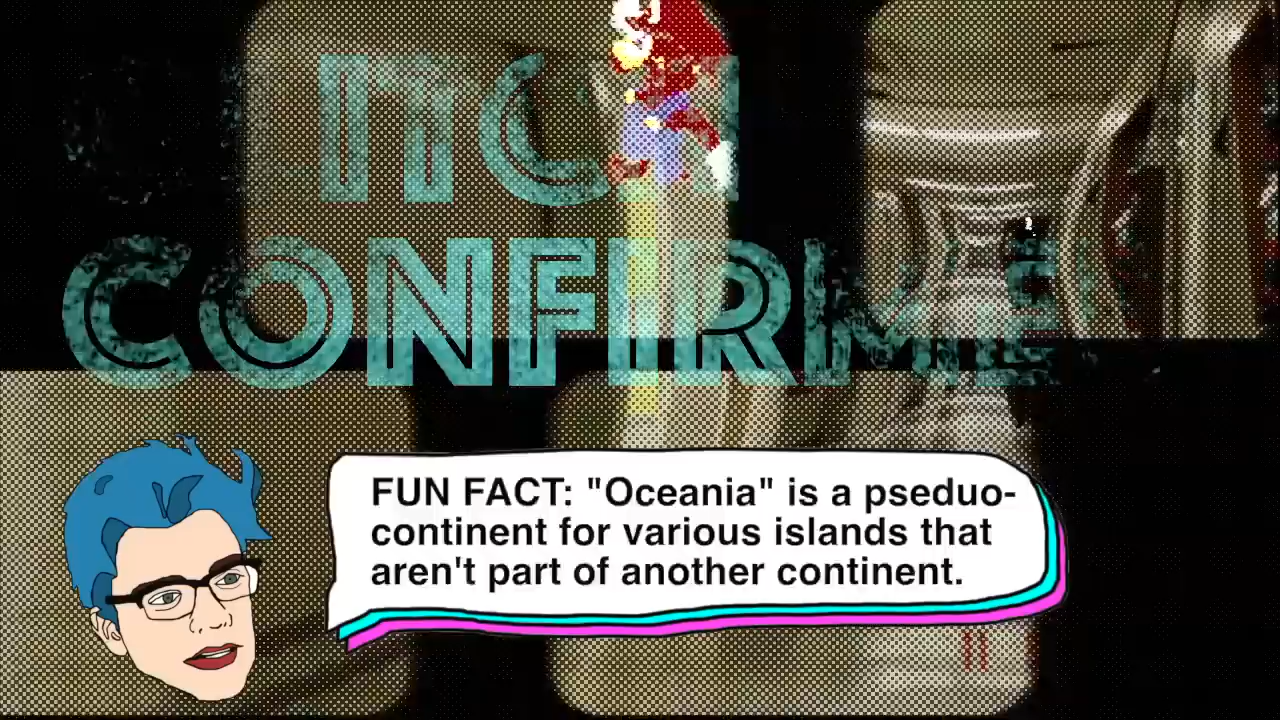 CONFIRME
FUN FACT: "Oceania" is a pseduo-
continent for various islands that
aren't part of another continent.